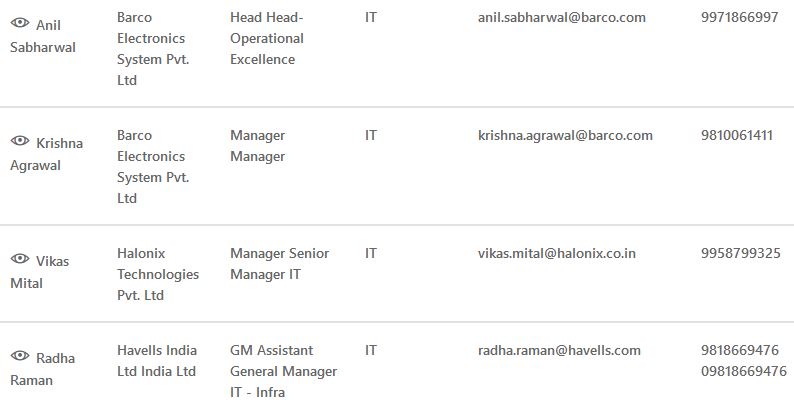 Anil Sabharwal
Barco Electronics System Pvt. Ltd
Head Head-Operational Excellence
IT
anil.sabharwal@barco.com
9971866997
Krishna Agrawal
Barco Electronics System Pvt. Ltd
Manager Manager
IT
krishna.agrawal@barco.com
9810061411
Vikas Mital
Halonix Technologies Pvt. Ltd
Manager Senior Manager IT
IT
vikas.mital@halonix.co.in
9958799325
Radha Raman
Havells India Ltd India Ltd
GM Assistant General Manager IT - Infra
IT
radha.raman@havells.com
9818669476
09818669476